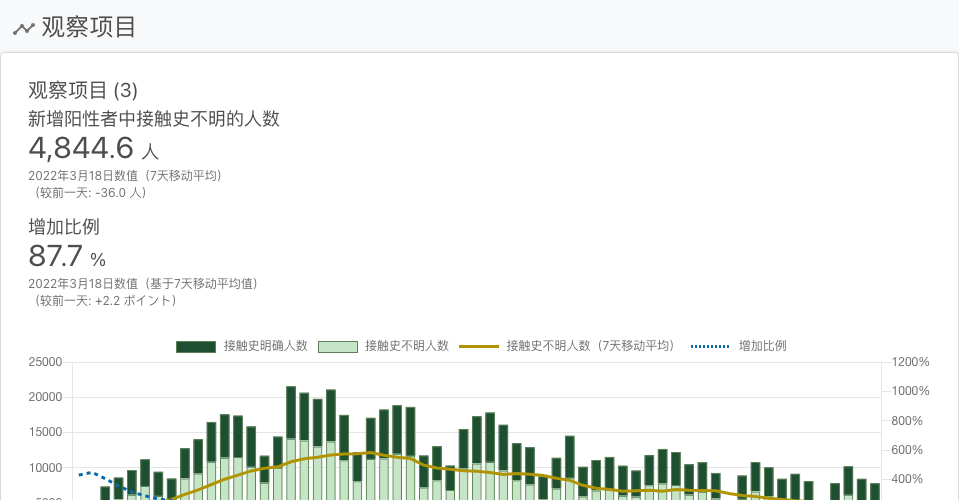 观察项目
观察项目 (3)
新增阳性者中接触史不明的人数
4,844.6 人
2022年3月18日数值（7天移动平均）
（较前一天: -36.0 人）
增加比例
87.7 %
2022年3月18日数值（基于7天移动平均值）
（较前一天: +2.2 ポイント）
接触史明确人数 接触史不明人数 接触史不明人数（7天移动平均） 增加比例
25000 1200%
20000 1000%
15000 800%
10000 600%
400%